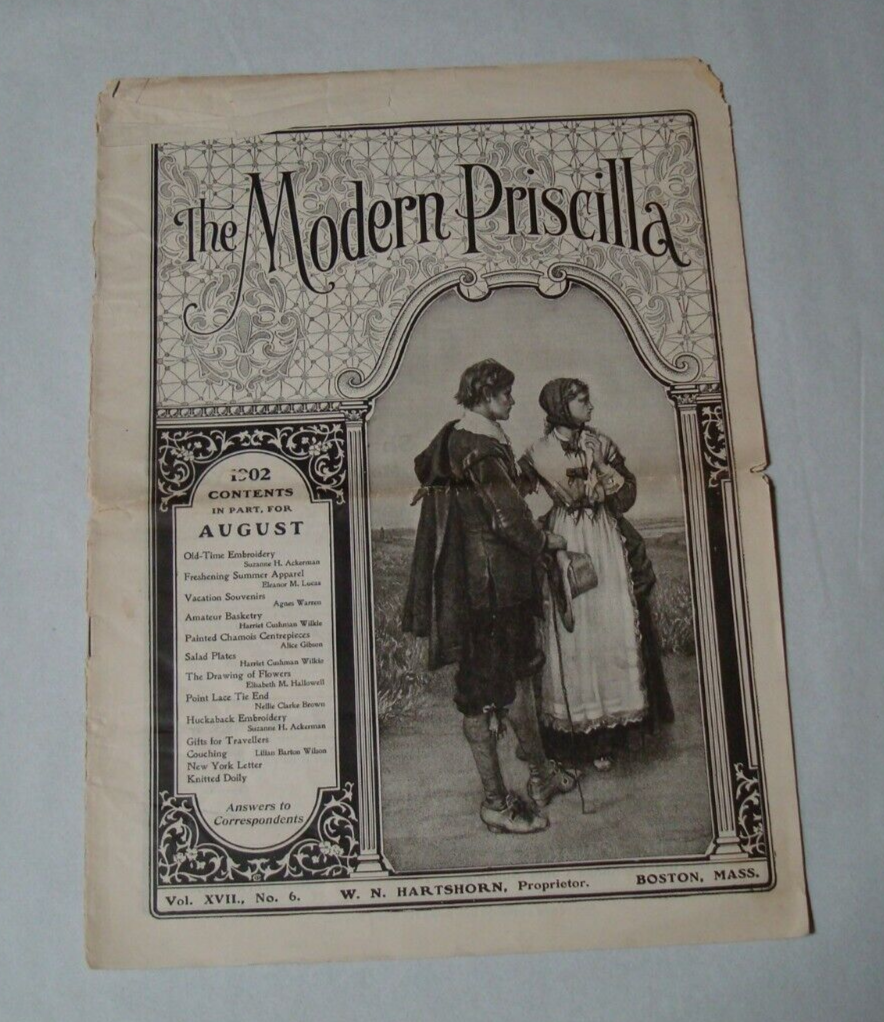 The Modern Priscilla
1902
CONTENTS
IN PART, FOR
AUGUST
Old-Time Embroidery
Suzanne H. Ackerman
Freshening Summer Apparel
Eleanor M. Lucas
Vacation Souvenirs
Agnes Warren
Amateur Basketry
Harriet Cushman Wilkie
Painted Chamois Centrepieces
Alice Gibson
Salad Plates
Harriet Cushman Wilkie
The Drawing of Flowers
Elisabeth M. Hallowell
Point Lace Tie End
Nellie Clarke Brown
Huckaback Embroidery
Suzanne H. Ackerman
Gifts for Travellers
Couching Lilian Barton Wilson
New York Letter
Knitted Doily
Answers to
Correspondents
Vol. XVII., No. 6. W. N. HARTSHORN, Proprietor. BOSTON, MASS.